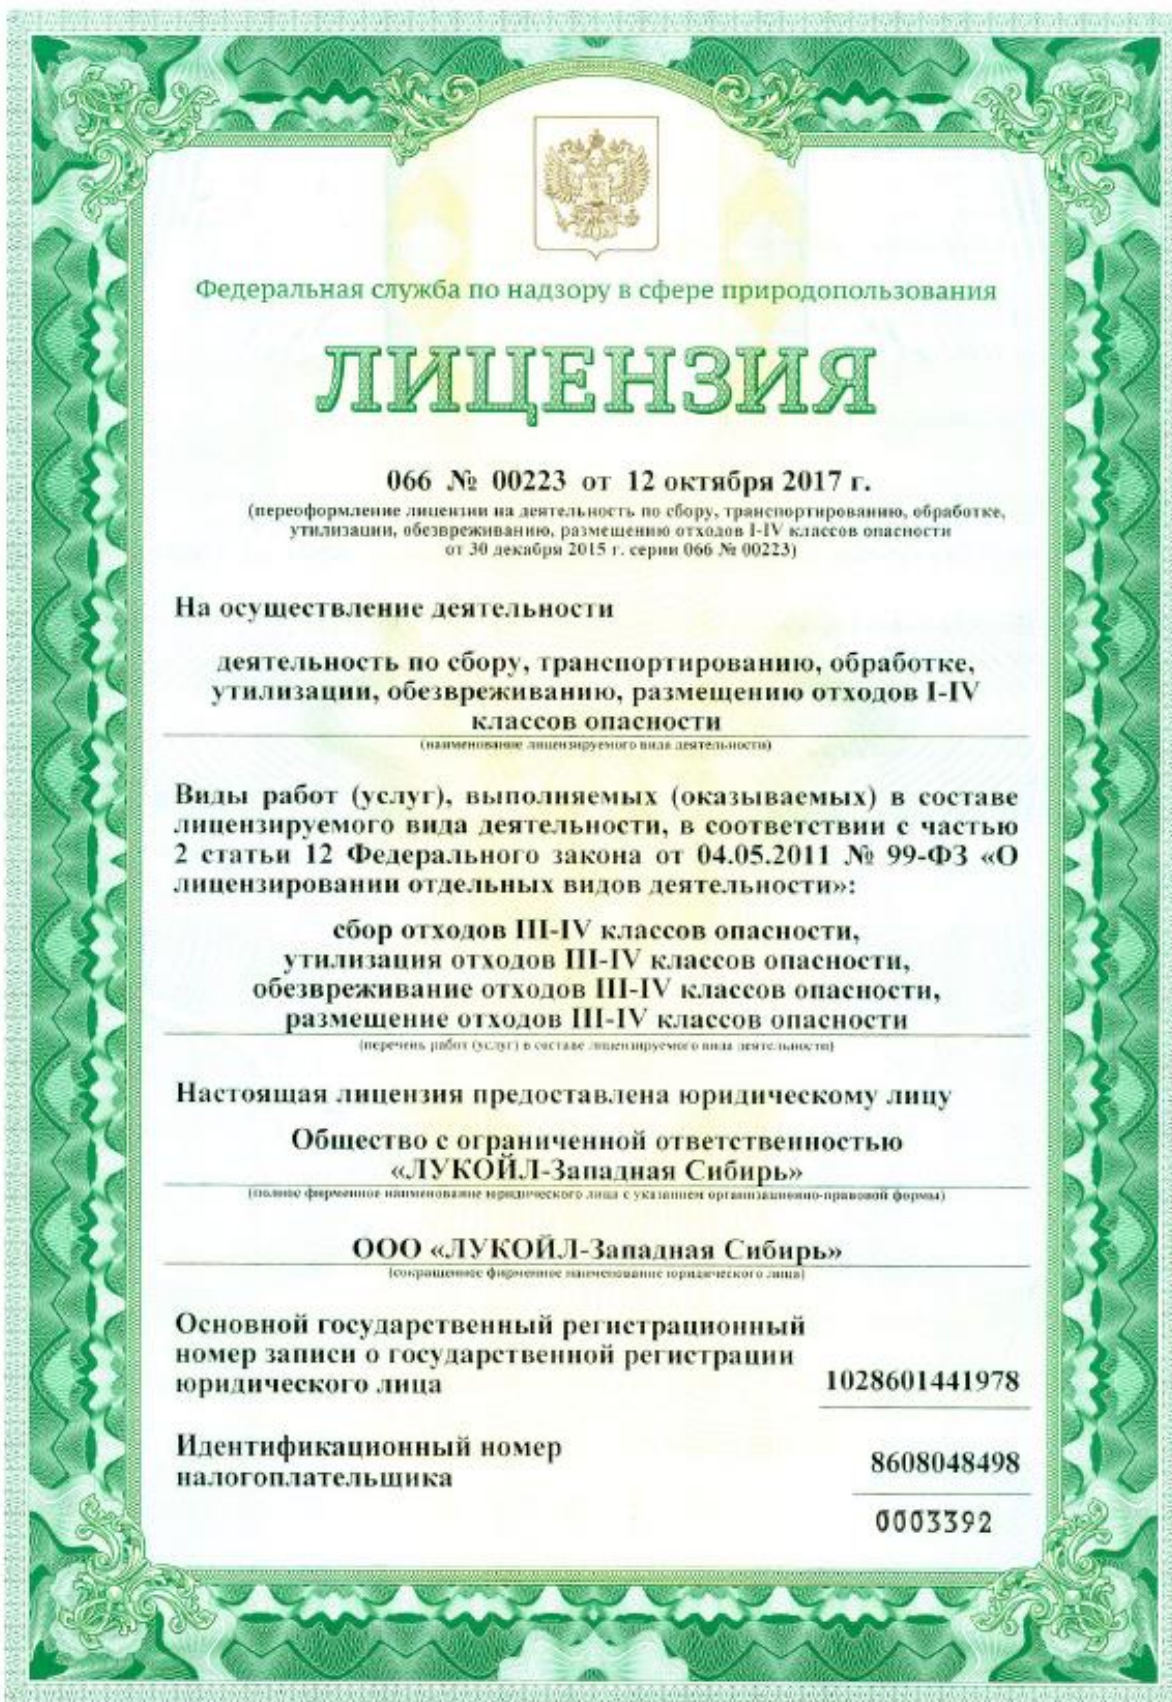 Федеральная служба по надзору в сфере природопользования
ЛИЦЕНЗИЯ
066 № 00223 от 12 октября 2017 г.
(переоформление лицензии на деятельность по сбору, транспортированию, обработке,
утилизации, обезвреживанию, размещению отходов I-IV классов опасности
от 30 декабря 2015 г. серии 066 № 00223)
На осуществление деятельности
деятельность по сбору, транспортированию, обработке,
утилизации, обезвреживанию, размещению отходов I-IV
классов опасности
(наименование лицензируемого вида деятельности)
Виды работ (услуг), выполняемых (оказываемых) в составе
лицензируемого вида деятельности, в соответствии с частью
2 статьи 12 Федерального закона от 04.05.2011 № 99-ФЗ «О
лицензировании отдельных видов деятельности»:
сбор отходов III-IV классов опасности,
утилизация отходов III-IV классов опасности,
обезвреживание отходов III-IV классов опасности,
размещение отходов III-IV классов опасности
(перечень работ (услуг) в составе лицензируемого вида деятельности)
Настоящая лицензия предоставлена юридическому лицу
Общество с ограниченной ответственностью
«ЛУКОЙЛ-Западная Сибирь»
(полное фирменное наименование юридического лица с указанием организационно-правовой формы)
ООО «ЛУКОЙЛ-Западная Сибирь»
(сокращенное фирменное наименование юридического лица)
Основной государственный регистрационный
номер записи о государственной регистрации
юридического лица 1028601441978
Идентификационный номер
налогоплательщика 8608048498
0003392